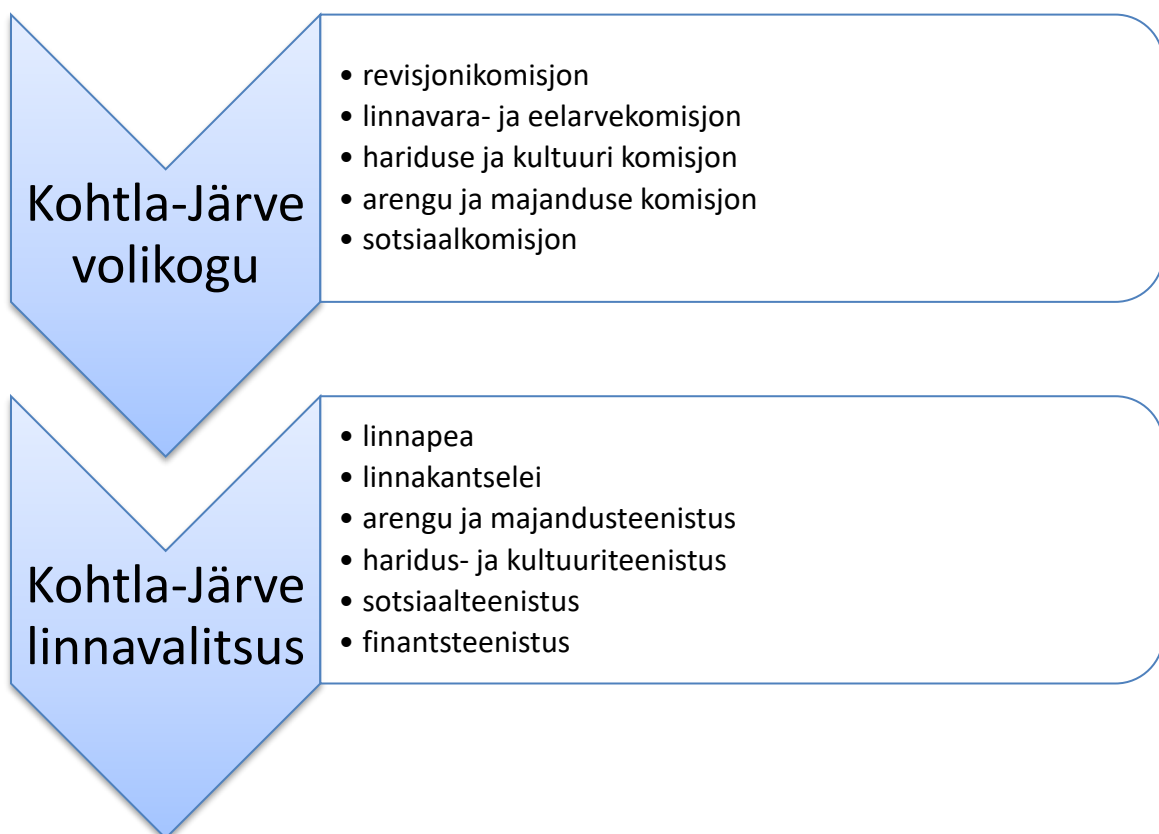 Kohtla-Järve
volikogu
• revisjonikomisjon
• linnavara- ja eelarvekomisjon
• hariduse ja kultuuri komisjon
• arengu ja majanduse komisjon
• sotsiaalkomisjon
Kohtla-Järve
linnavalitsus
• linnapea
• linnakantselei
• arengu ja majandusteenistus
• haridus- ja kultuuriteenistus
• sotsiaalteenistus
• finantsteenistus